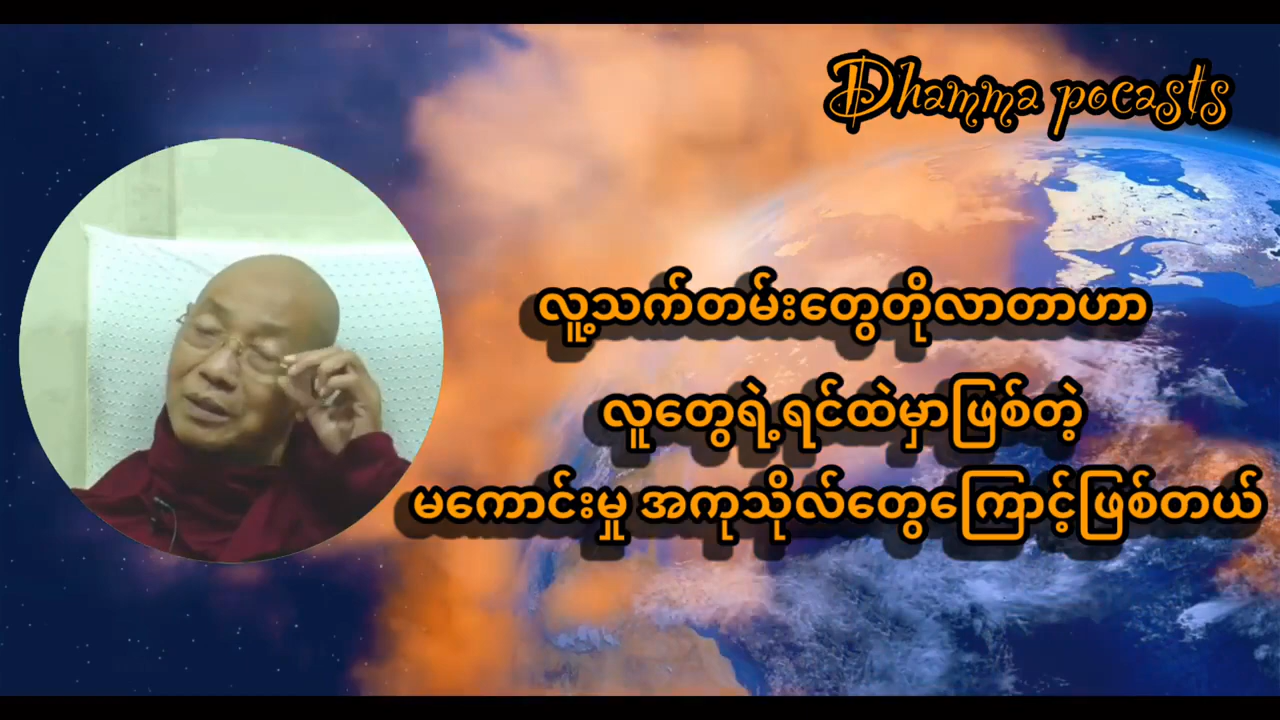 Dhamma pocasts
လူ့သက်တမ်းတွေတိုလာတာဟာ
လူတွေရဲ့ရင်ထဲမှာဖြစ်တဲ့
မကောင်းမှု အကုသိုလ်တွေကြောင့်ဖြစ်တယ်